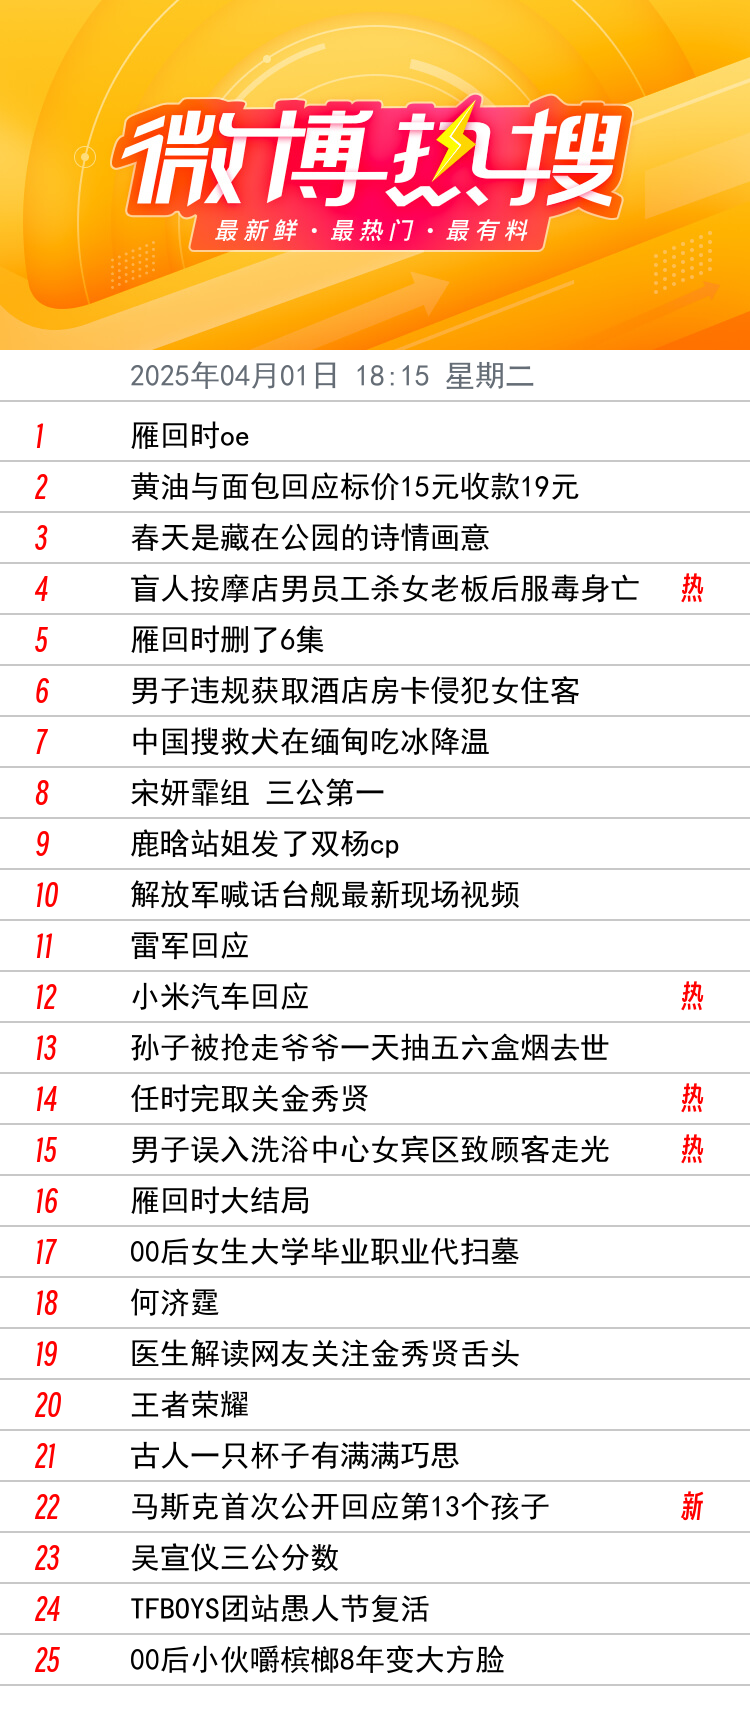 微博热搜
最新鲜·最热门·最有料
2025年04月01日 18:15 星期二
1 雁回时oe
2 黄油与面包回应标价15元收款19元
3 春天是藏在公园的诗情画意
4 盲人按摩店男员工杀女老板后服毒身亡 热
5 雁回时删了6集
6 男子违规获取酒店房卡侵犯女住客
7 中国搜救犬在缅甸吃冰降温
8 宋妍霏组 三公第一
9 鹿晗站姐发了双杨cp
10 解放军喊话台舰最新现场视频
11 雷军回应
12 小米汽车回应 热
13 孙子被抢走爷爷一天抽五六盒烟去世
14 任时完取关金秀贤 热
15 男子误入洗浴中心女宾区致顾客走光 热
16 雁回时大结局
17 00后女生大学毕业职业代扫墓
18 何济霆
19 医生解读网友关注金秀贤舌头
20 王者荣耀
21 古人一只杯子有满满巧思
22 马斯克首次公开回应第13个孩子 新
23 吴宣仪三公分数
24 TFBOYS团站愚人节复活
25 00后小伙嚼槟榔8年变大方脸